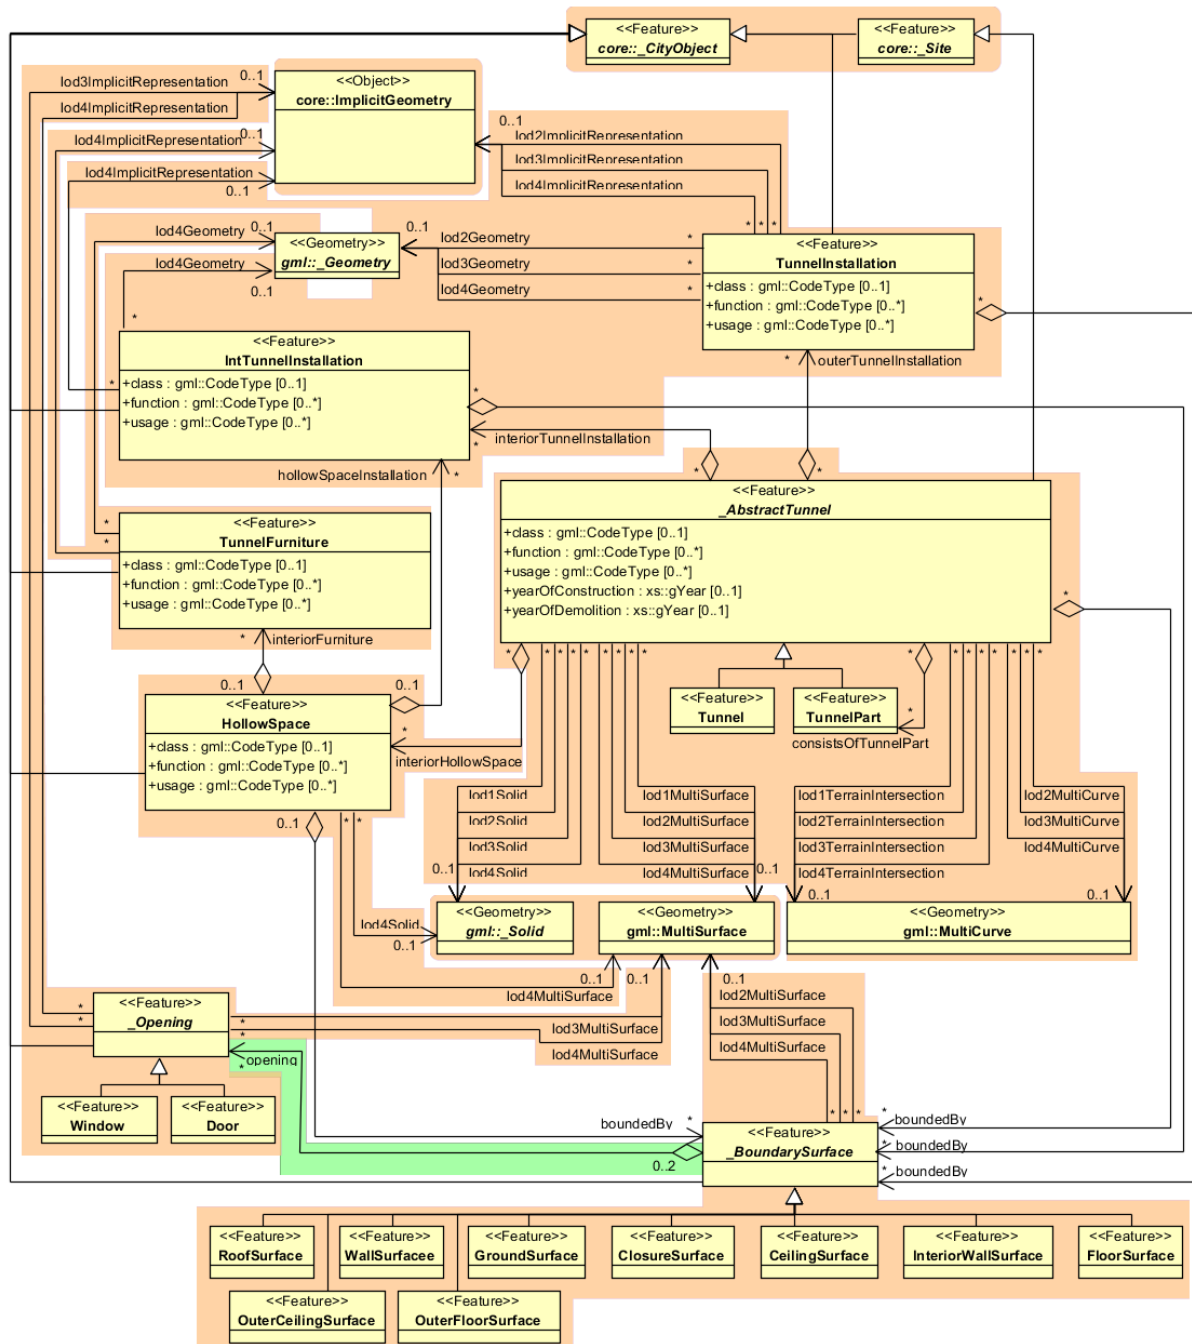 <<Feature>>
core::_CityObject
<<Feature>>
core::_Site
<<Object>>
core::ImplicitGeometry
lod3ImplicitRepresentation
0..1
lod4ImplicitRepresentation
lod4ImplicitRepresentation
0..1
lod4ImplicitRepresentation
0..1
0..1
lod2ImplicitRepresentation
lod3ImplicitRepresentation
lod4ImplicitRepresentation
* * *
lod4Geometry
0..1
lod4Geometry
0..1
*
<<Geometry>>
gml::_Geometry
0..1
lod2Geometry
*
lod3Geometry
*
lod4Geometry
*
<<Feature>>
TunnelInstallation
+class : gml::CodeType [0..1]
+function : gml::CodeType [0..*]
+usage : gml::CodeType [0..*]
*
* outerTunnelInstallation
<<Feature>>
IntTunnelInstallation
+class : gml::CodeType [0..1]
+function : gml::CodeType [0..*]
+usage : gml::CodeType [0..*]
*
*
* interiorTunnelInstallation
* *
hollowSpaceInstallation *
<<Feature>>
_AbstractTunnel
+class : gml::CodeType [0..1]
+function : gml::CodeType [0..*]
+usage : gml::CodeType [0..*]
+yearOfConstruction : xs::gYear [0..1]
+yearOfDemolition : xs::gYear [0..1]
*
* * * * * * * * * * * * * * * * *
<<Feature>>
TunnelFurniture
+class : gml::CodeType [0..1]
+function : gml::CodeType [0..*]
+usage : gml::CodeType [0..*]
*
*
* interiorFurniture
0..1
0..1
<<Feature>>
HollowSpace
+class : gml::CodeType [0..1]
+function : gml::CodeType [0..*]
+usage : gml::CodeType [0..*]
*
interiorHollowSpace
0..1
* *
<<Feature>>
Tunnel
<<Feature>>
TunnelPart
*
consistsOfTunnelPart
lod1Solid
lod2Solid
lod3Solid
lod4Solid
0..1
lod1MultiSurface
lod2MultiSurface
lod3MultiSurface
lod4MultiSurface
0..1
lod1TerrainIntersection
lod2TerrainIntersection
lod3TerrainIntersection
lod4TerrainIntersection
0..1
lod2MultiCurve
lod3MultiCurve
lod4MultiCurve
0..1
<<Geometry>>
gml::_Solid
<<Geometry>>
gml::MultiSurface
<<Geometry>>
gml::MultiCurve
lod4Solid
0..1
0..1
lod4MultiSurface
0..1
0..1
<<Feature>>
_Opening
*
*
*
*
lod3MultiSurface
lod4MultiSurface
opening
*
<<Feature>>
Window
<<Feature>>
Door
lod2MultiSurface
lod3MultiSurface
lod4MultiSurface
* * *
<<Feature>>
_BoundarySurface
boundedBy *
0..2
* boundedBy
* boundedBy
* boundedBy
<<Feature>>
RoofSurface
<<Feature>>
WallSurfacee
<<Feature>>
GroundSurface
<<Feature>>
ClosureSurface
<<Feature>>
CeilingSurface
<<Feature>>
InteriorWallSurface
<<Feature>>
FloorSurface
<<Feature>>
OuterCeilingSurface
<<Feature>>
OuterFloorSurface